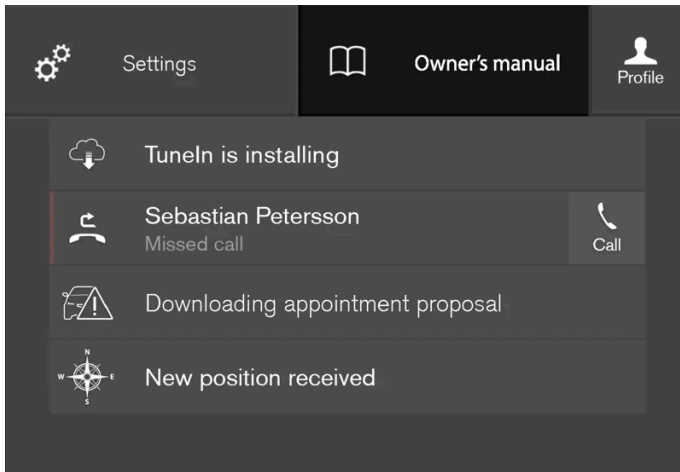 Settings
Owner's manual
Profile
TuneIn is installing
Sebastian Petersson
Missed call
Call
Downloading appointment proposal
N
W E
S
New position received